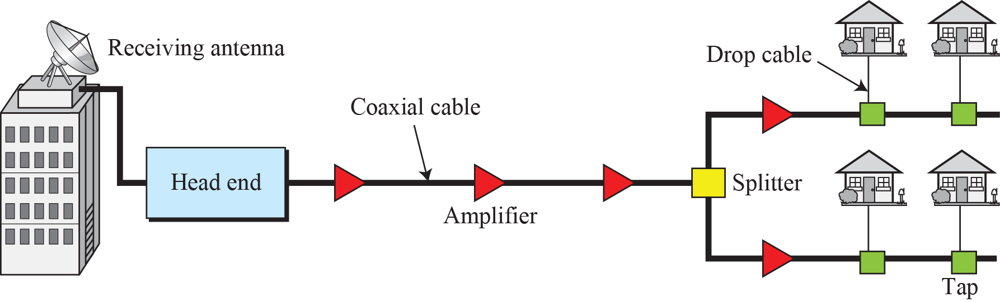 Receiving antenna
Drop cable
Coaxial cable
Head end
Splitter
Amplifier
Tap